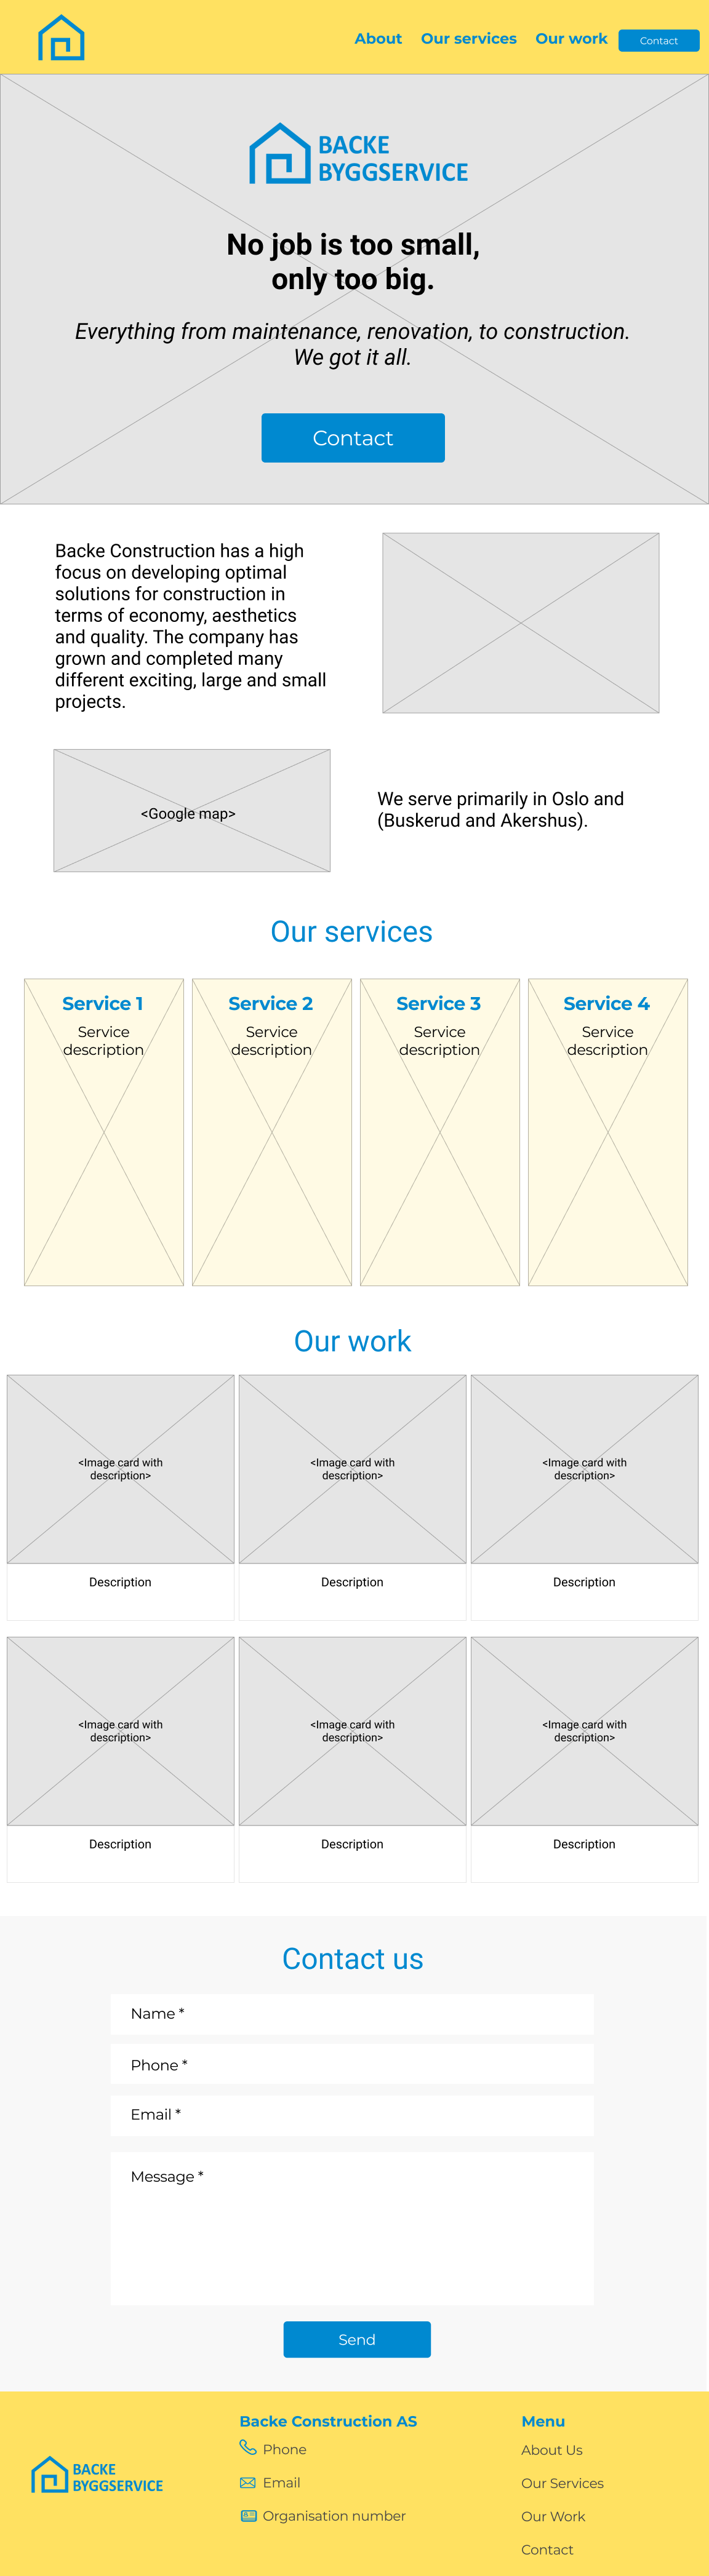 About Our services Our work Contact
BACKE
BYGGSERVICE
No job is too small,
only too big.
Everything from maintenance, renovation, to construction.
We got it all.
Contact
Backe Construction has a high
focus on developing optimal
solutions for construction in
terms of economy, aesthetics
and quality. The company has
grown and completed many
different exciting, large and small
projects.
<Google map>
We serve primarily in Oslo and
(Buskerud and Akershus).
Our services
Service 1
Service
description
Service 2
Service
description
Service 3
Service
description
Service 4
Service
description
Our work
<Image card with
description>
Description
<Image card with
description>
Description
<Image card with
description>
Description
<Image card with
description>
Description
<Image card with
description>
Description
<Image card with
description>
Description
Contact us
Name *
Phone *
Email *
Message *
Send
BACKE
BYGGSERVICE
Backe Construction AS
Phone
Email
Organisation number
Menu
About Us
Our Services
Our Work
Contact